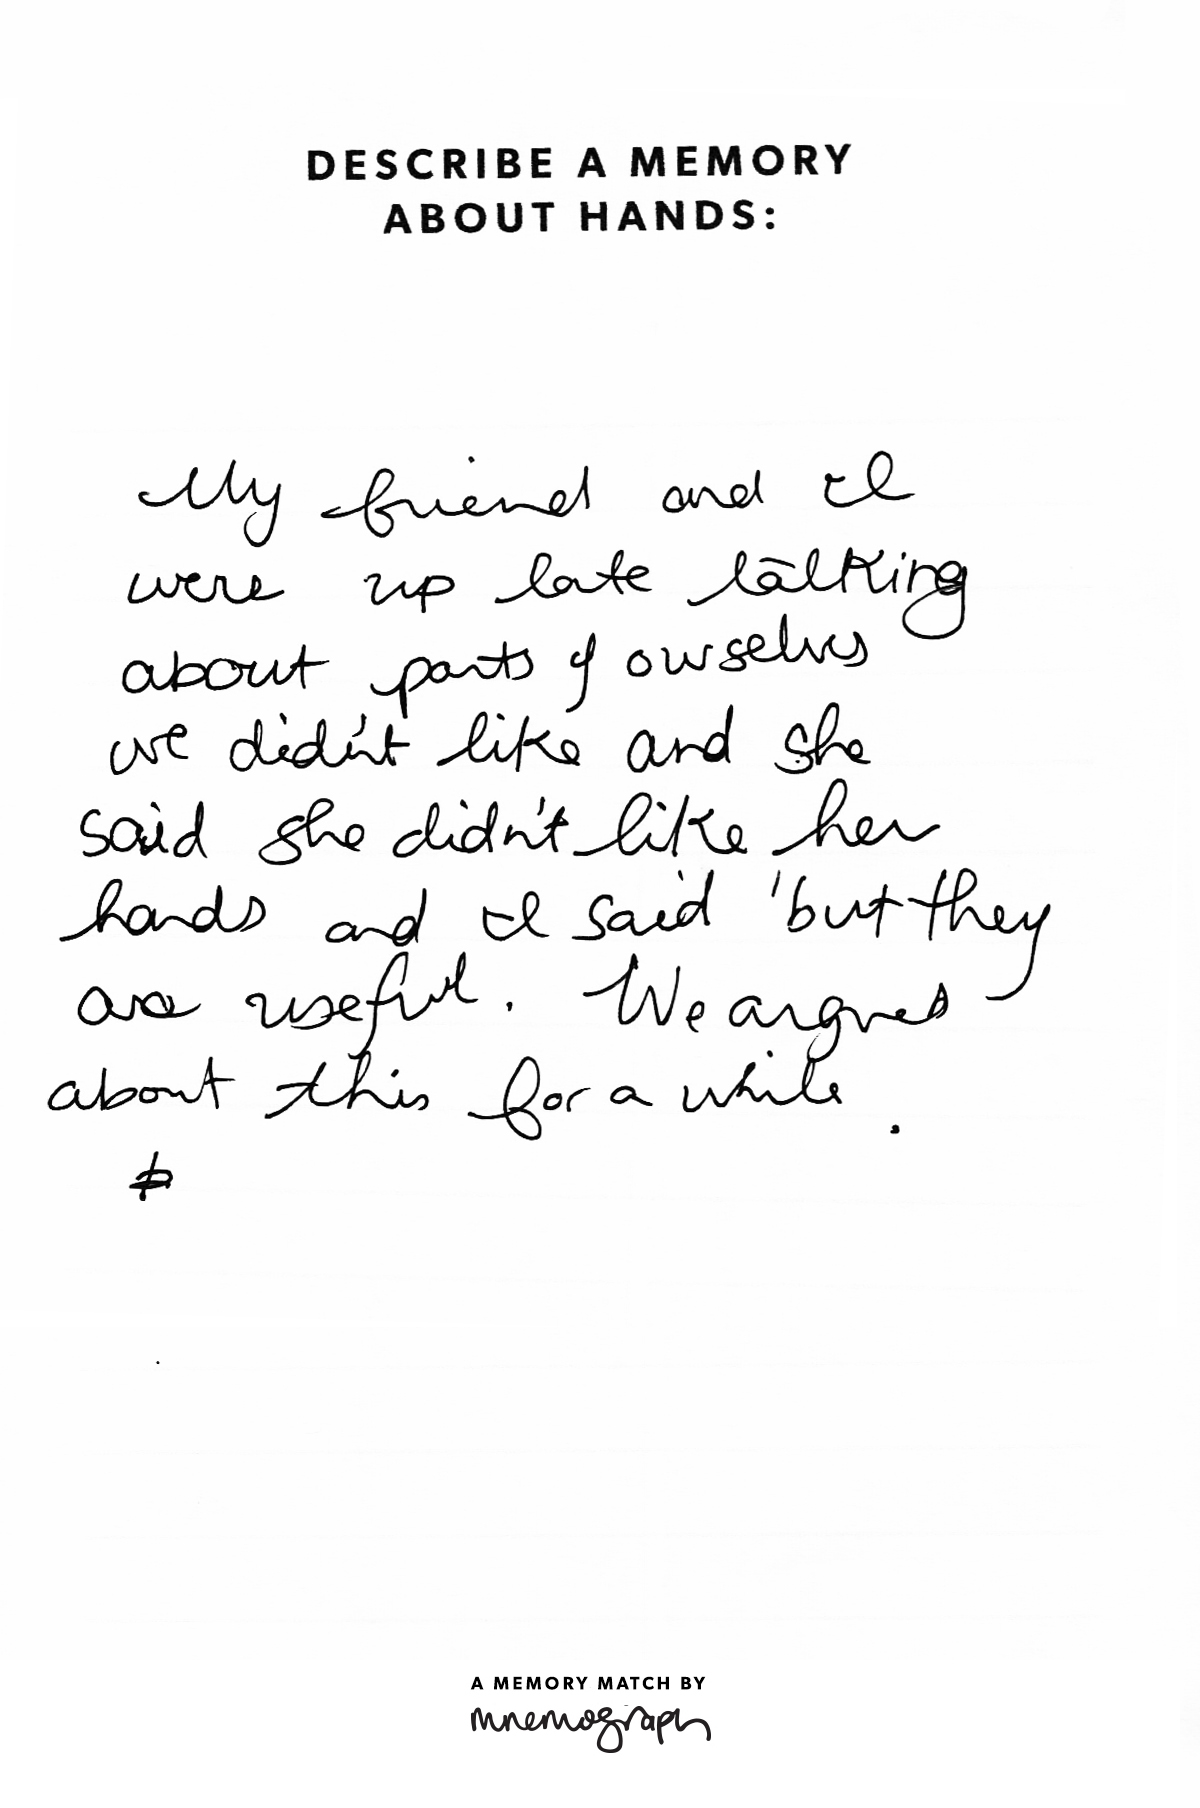 DESCRIBE A MEMORY
ABOUT HANDS:
My friend and I
were up late talking
about parts of ourselves
we didn't like and she
said she didn't like her
hands and I said 'but they
are useful. We argued
about this for a while.
A MEMORY MATCH BY
mnemograph